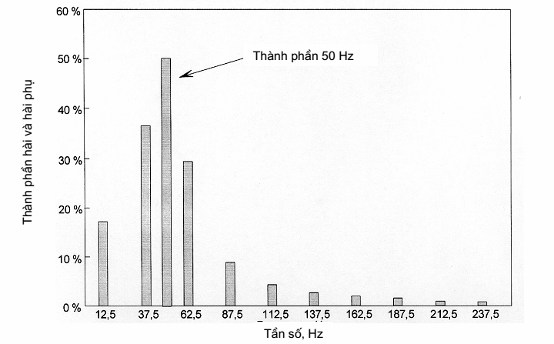 60 %
50 %
40 %
30 %
20 %
10 %
0 %
Thành phần hài và hài phụ
Thành phần 50 Hz
12,5 37,5 62,5 87,5 112,5 137,5 162,5 187,5 212,5 237,5
Tần số, Hz